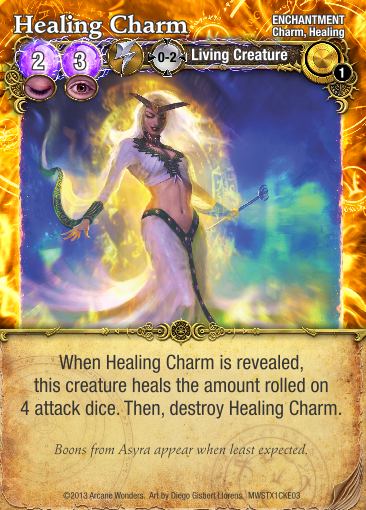 Healing Charm
ENCHANTMENT
Charm, Healing
2 3 0-2 Living Creature
1
When Healing Charm is revealed,
this creature heals the amount rolled on
4 attack dice. Then, destroy Healing Charm.
Boons from Asyra appear when least expected.
©2013 Arcane Wonders. Art by Diego Gisbert Llorens. MWSTX1CKE03